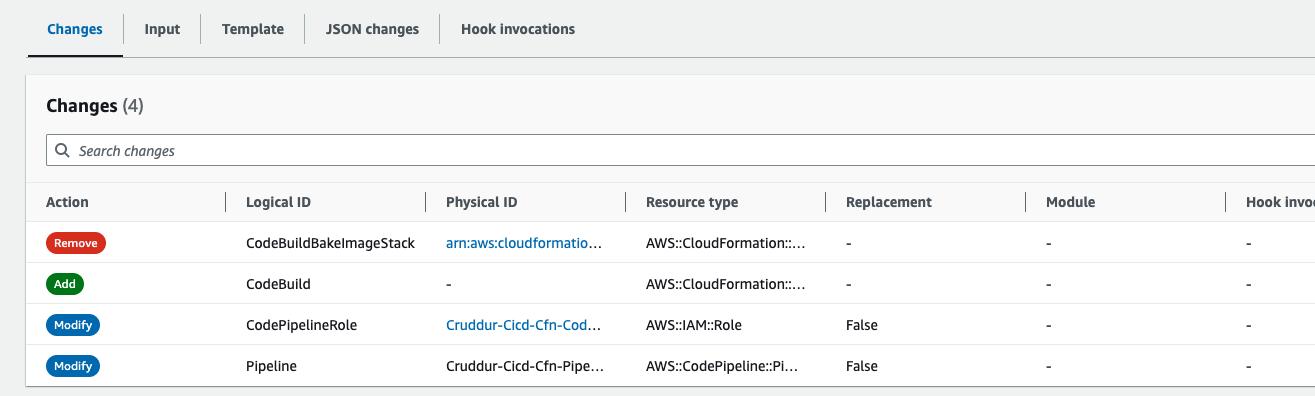 Changes Input Template JSON changes Hook invocations
Changes (4)
Search changes
Action Logical ID Physical ID Resource type Replacement Module Hook invo
Remove CodeBuildBakeImageStack arn:aws:cloudformatio... AWS::CloudFormation::... - - -
Add CodeBuild - AWS::CloudFormation::... - - -
Modify CodePipelineRole Cruddur-Cicd-Cfn-Cod... AWS::IAM::Role False - -
Modify Pipeline Cruddur-Cicd-Cfn-Pipe... AWS::CodePipeline::Pi... False - -